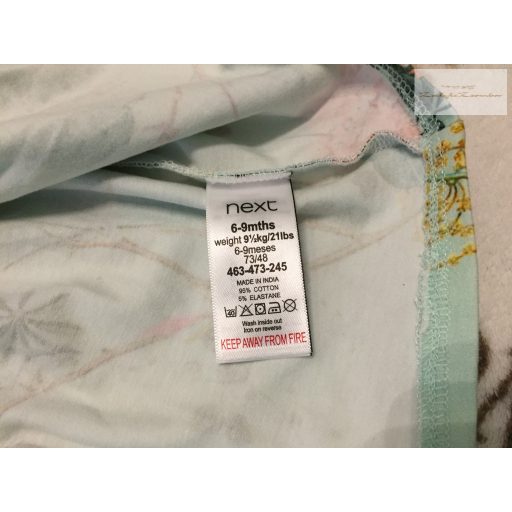 next
6-9mths
weight 9½kg/21lbs
6-9meses
73/48
463-473-245
MADE IN INDIA
95% COTTON
5% ELASTANE
40
Wash inside out
Iron on reverse
KEEP AWAY FROM FIRE